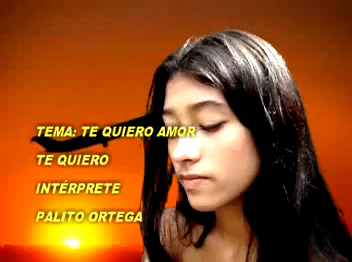 TEMA: TE QUIERO AMOR
TE QUIERO
INTÉRPRETE
PALITO ORTEGA